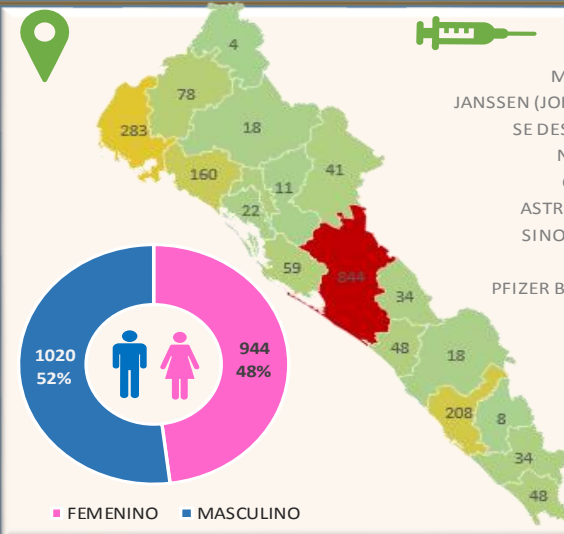 4
78
283
18
M
JANSSEN (JOH
SE DES
N
160
11
41
22
ASTR
SINO
59
844
34
PFIZER B
48
18
208
8
34
48
1020
52%
944
48%
FEMENINO
MASCULINO